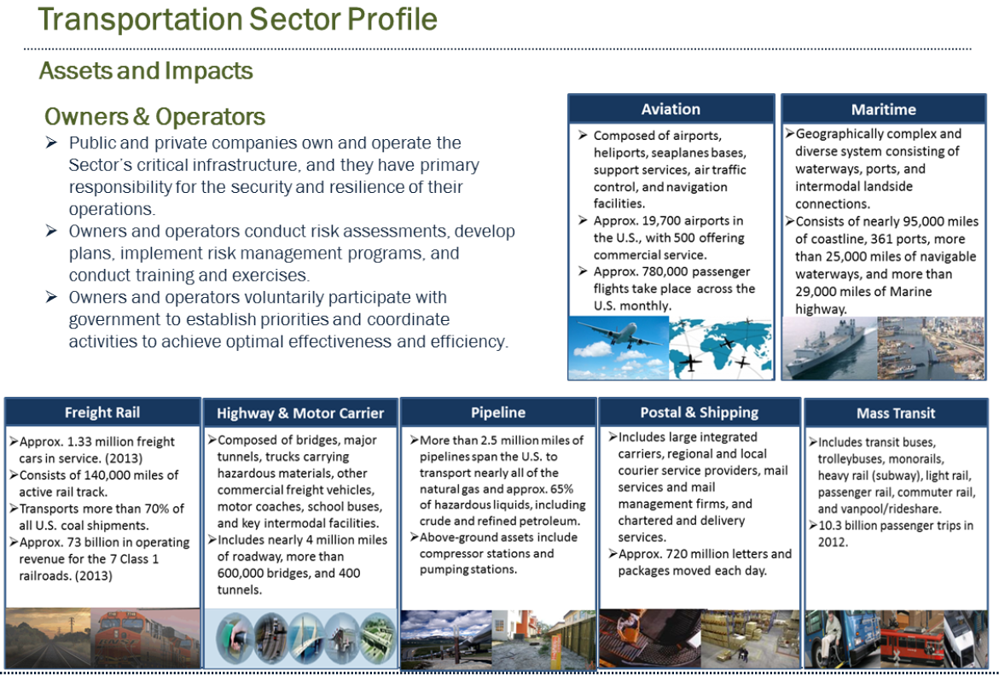 Transportation Sector Profile
Assets and Impacts
Owners & Operators
➢ Public and private companies own and operate the
Sector's critical infrastructure, and they have primary
responsibility for the security and resilience of their
operations.
➢ Owners and operators conduct risk assessments, develop
plans, implement risk management programs, and
conduct training and exercises.
➢ Owners and operators voluntarily participate with
government to establish priorities and coordinate
activities to achieve optimal effectiveness and efficiency.
Aviation
➢ Composed of airports,
heliports, seaplanes bases,
support services, air traffic
control, and navigation
facilities.
➢ Approx. 19,700 airports in
the U.S., with 500 offering
commercial service.
➢ Approx. 780,000 passenger
flights take place across the
U.S. monthly.
Maritime
➢Geographically complex and
diverse system consisting of
waterways, ports, and
intermodal landside
connections.
➢Consists of nearly 95,000 miles
of coastline, 361 ports, more
than 25,000 miles of navigable
waterways, and more than
29,000 miles of Marine
highway.
Freight Rail
➢Approx. 1.33 million freight
cars in service. (2013)
➢Consists of 140,000 miles of
active rail track.
➢Transports more than 70% of
all U.S. coal shipments.
➢Approx. 73 billion in operating
revenue for the 7 Class 1
railroads. (2013)
Highway & Motor Carrier
➢Composed of bridges, major
tunnels, trucks carrying
hazardous materials, other
commercial freight vehicles,
motor coaches, school buses,
and key intermodal facilities.
➢Includes nearly 4 million miles
of roadway, more than
600,000 bridges, and 400
tunnels.
Pipeline
➢More than 2.5 million miles of
pipelines span the U.S. to
transport nearly all of the
natural gas and approx. 65%
of hazardous liquids, including
crude and refined petroleum.
➢Above-ground assets include
compressor stations and
pumping stations.
Postal & Shipping
➢Includes large integrated
carriers, regional and local
courier service providers, mail
services and mail
management firms, and
chartered and delivery
services.
➢Approx. 720 million letters and
packages moved each day.
Mass Transit
➢Includes transit buses,
trolleybuses, monorails,
heavy rail (subway), light rail,
passenger rail, commuter rail,
and vanpool/rideshare.
➢10.3 billion passenger trips in
2012.